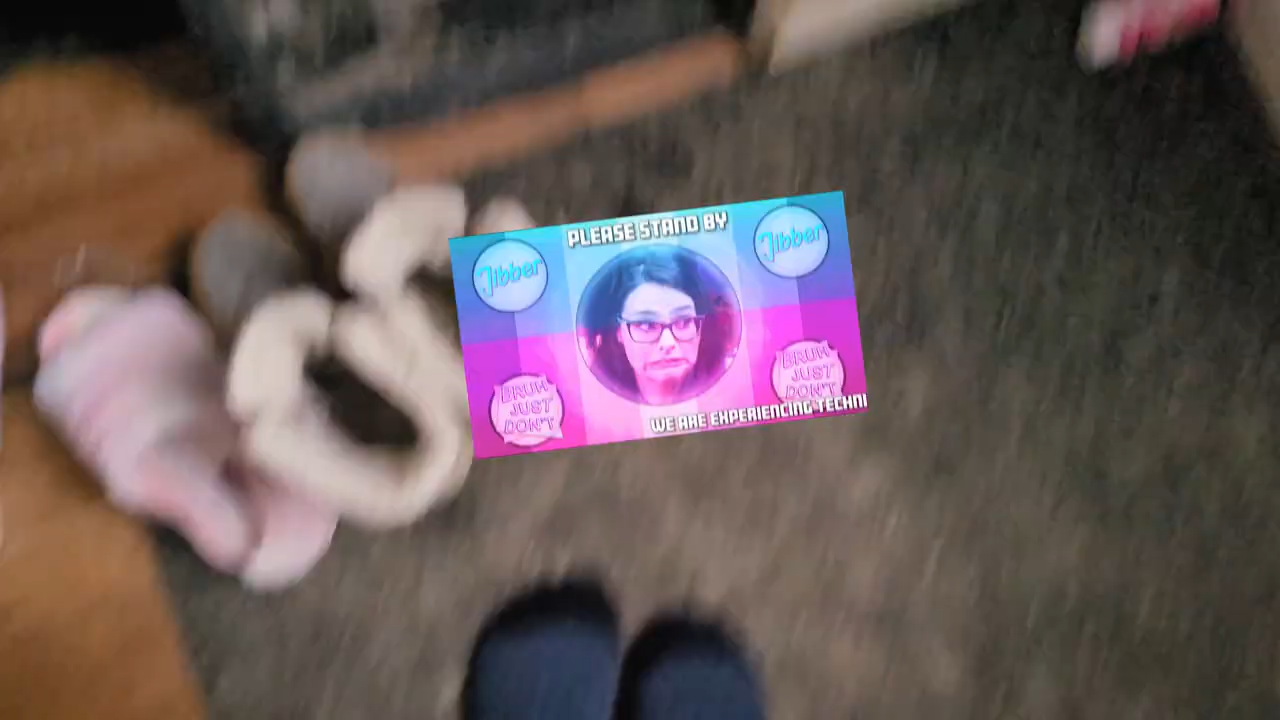 PLEASE STAND BY
Jibber
Jibber
BRUH
JUST
DON'T
BRUH
JUST
DON'T
WE ARE EXPERIENCING TECHNI